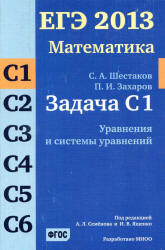 ЕГЭ 2013
Математика
С1
С2
С3
С4
С5
С6
С. А. Шестаков
П. И. Захаров
Задача С1
Уравнения
и системы уравнений
Под редакцией
А. Л. Семёнова и И. В. Ященко
ФГОС
Разработано МИОО